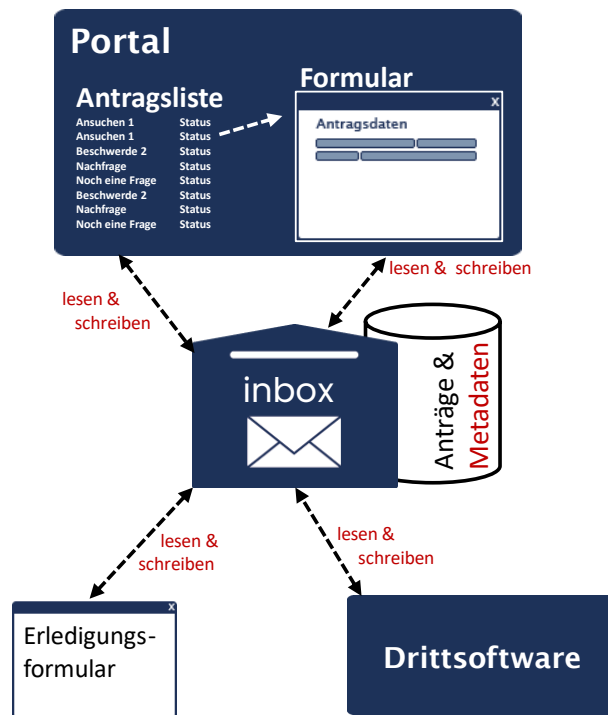 Portal
Formular
Antragsliste
Ansuchen 1 Status
Ansuchen 1 Status
Beschwerde 2 Status
Nachfrage Status
Noch eine Frage Status
Beschwerde 2 Status
Nachfrage Status
Noch eine Frage Status
x
Antragsdaten
lesen & schreiben
lesen &
schreiben
inbox
Anträge &
Metadaten
lesen &
schreiben
lesen &
schreiben
x
Erledigungs-
formular
Drittsoftware